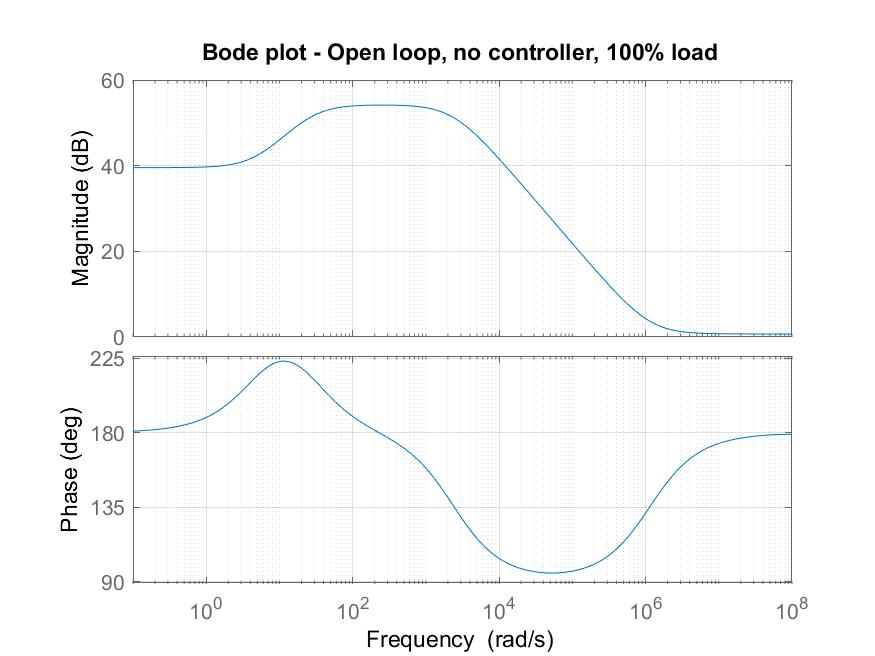 Bode plot - Open loop, no controller, 100% load
Magnitude (dB)
60
40
20
0
Phase (deg)
225
180
135
90
10^0 10^2 10^4 10^6 10^8
Frequency (rad/s)